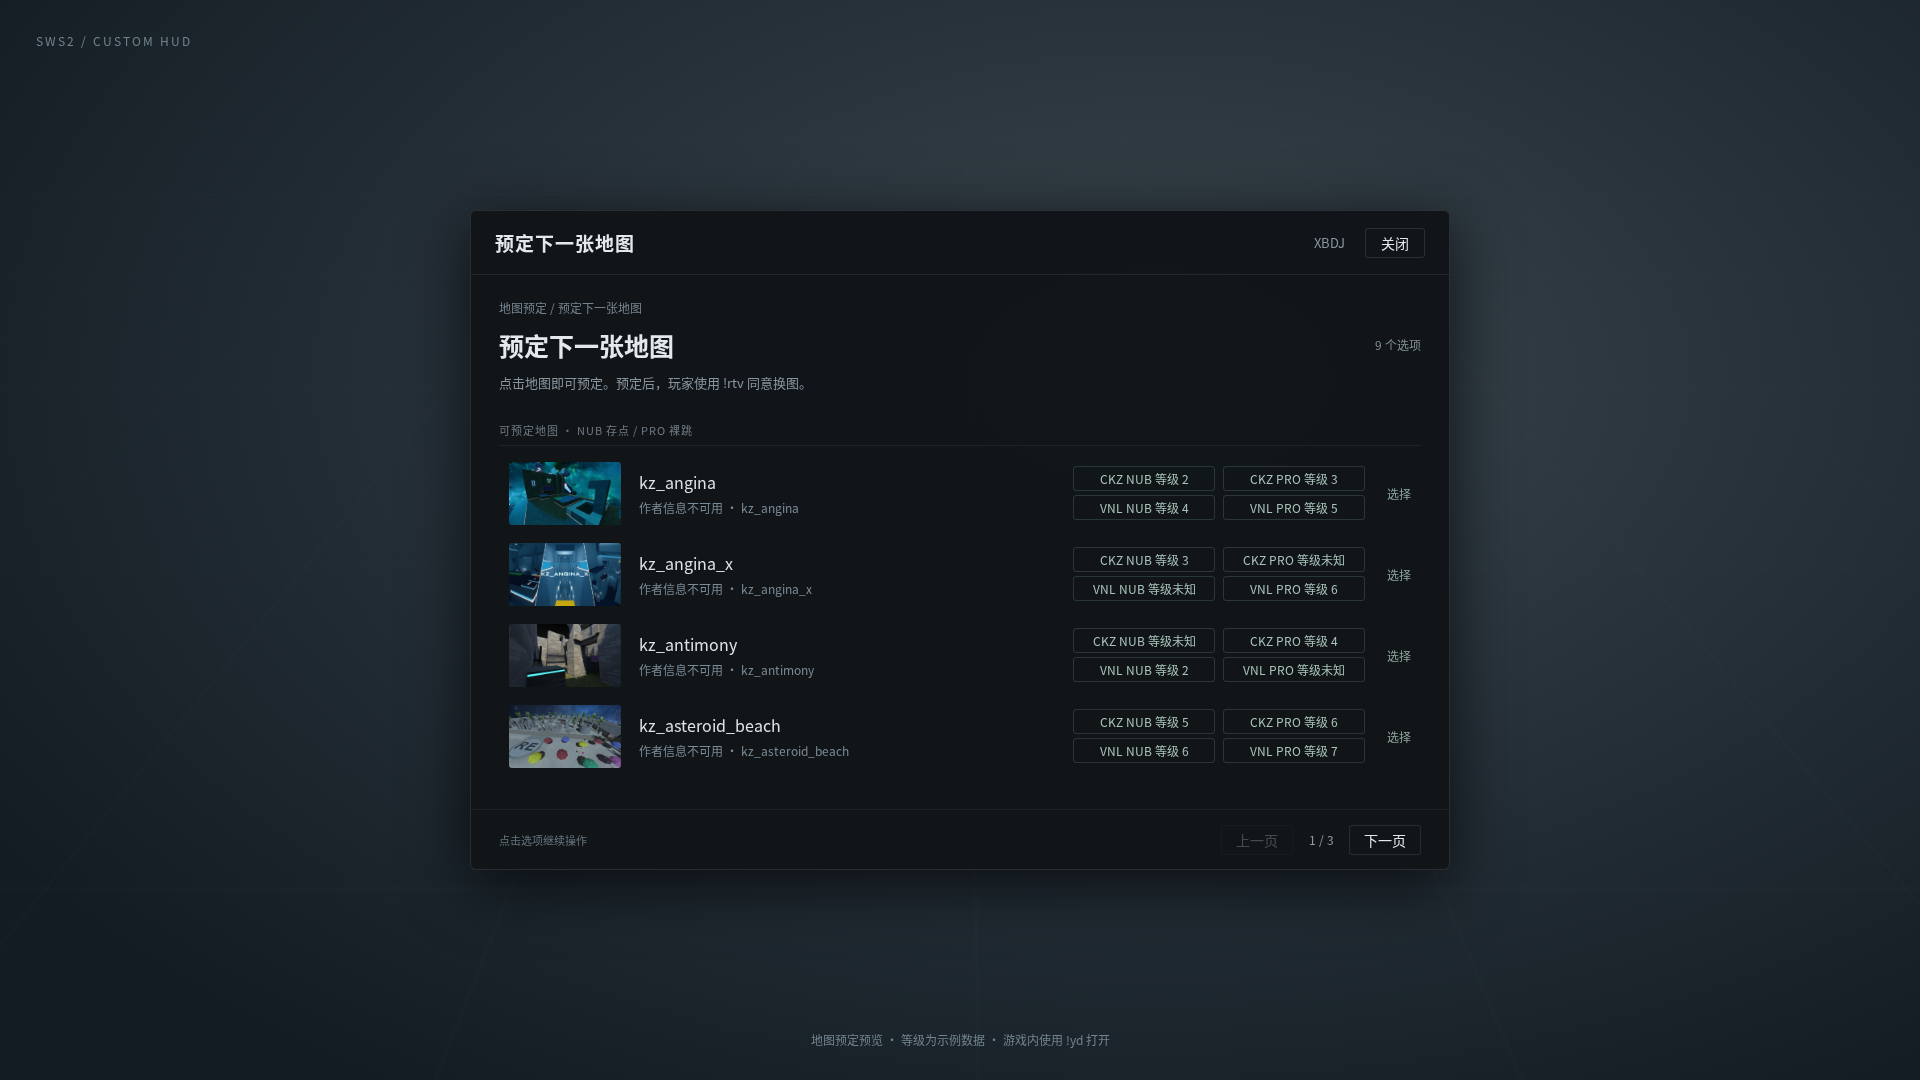 SWS2 / CUSTOM HUD
预定下一张地图
XBDJ
关闭
地图预定 / 预定下一张地图
预定下一张地图
9 个选项
点击地图即可预定。预定后，玩家使用 !rtv 同意换图。
可预定地图 · NUB 存点 / PRO 裸跳
kz_angina
作者信息不可用 · kz_angina
CKZ NUB 等级 2
CKZ PRO 等级 3
VNL NUB 等级 4
VNL PRO 等级 5
选择
KZ_ANGINA_X
kz_angina_x
作者信息不可用 · kz_angina_x
CKZ NUB 等级 3
CKZ PRO 等级未知
VNL NUB 等级未知
VNL PRO 等级 6
选择
kz_antimony
作者信息不可用 · kz_antimony
CKZ NUB 等级未知
CKZ PRO 等级 4
VNL NUB 等级 2
VNL PRO 等级未知
选择
RE
kz_asteroid_beach
作者信息不可用 · kz_asteroid_beach
CKZ NUB 等级 5
CKZ PRO 等级 6
VNL NUB 等级 6
VNL PRO 等级 7
选择
点击选项继续操作
上一页
1 / 3
下一页
地图预定预览 · 等级为示例数据 · 游戏内使用 !yd 打开